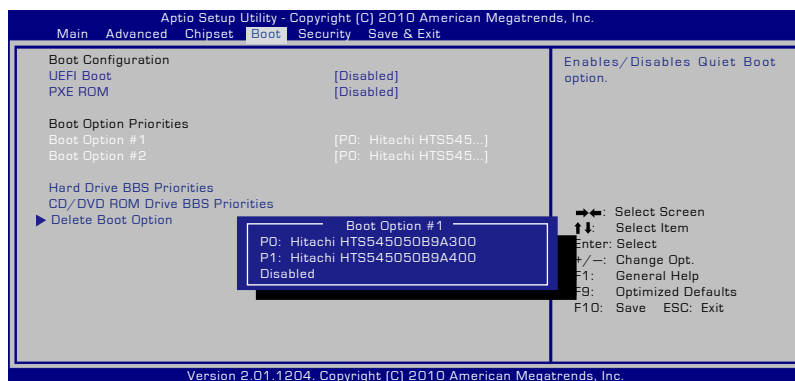 Aptio Setup Utility - Copyright (C) 2010 American Megatrends, Inc.
Main Advanced Chipset Boot Security Save & Exit
Boot Configuration
UEFI Boot [Disabled]
PXE ROM [Disabled]
Boot Option Priorities
Boot Option #1 [P0: Hitachi HTS545...]
Boot Option #2 [P0: Hitachi HTS545...]
Hard Drive BBS Priorities
CD/DVD ROM Drive BBS Priorities
Delete Boot Option
Boot Option #1
P0: Hitachi HTS545050B9A300
P1: Hitachi HTS545050B9A400
Disabled
Enables/Disables Quiet Boot
option.
→←: Select Screen
↑↓: Select Item
Enter: Select
+/—: Change Opt.
F1: General Help
F9: Optimized Defaults
F10: Save ESC: Exit
Version 2.01.1204. Copyright (C) 2010 American Megatrends, Inc.